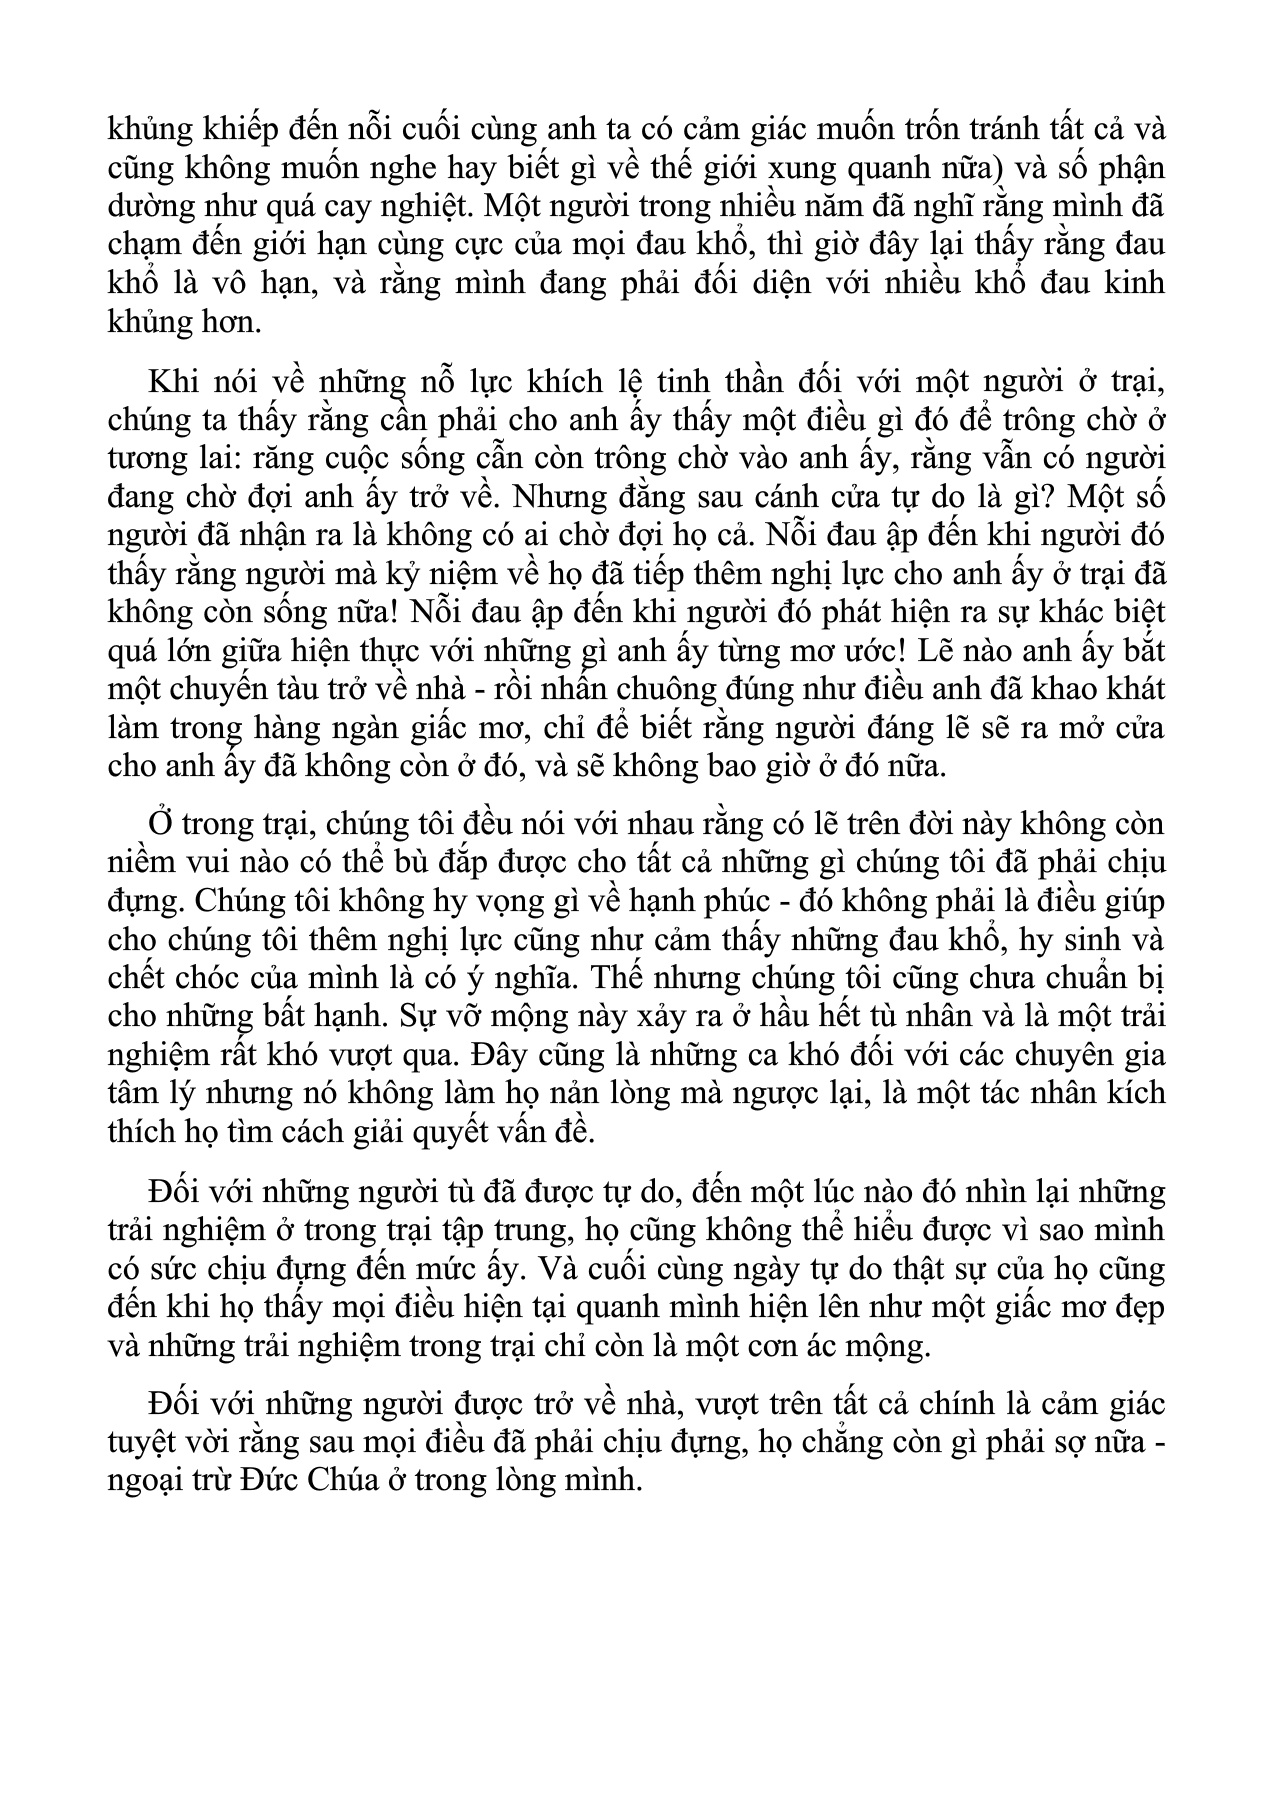 khủng khiếp đến nỗi cuối cùng anh ta có cảm giác muốn trốn tránh tất cả và
cũng không muốn nghe hay biết gì về thế giới xung quanh nữa) và số phận
dường như quá cay nghiệt. Một người trong nhiều năm đã nghĩ rằng mình đã
chạm đến giới hạn cùng cực của mọi đau khổ, thì giờ đây lại thấy rằng đau
khổ là vô hạn, và rằng mình đang phải đối diện với nhiều khổ đau kinh
khủng hơn.
Khi nói về những nỗ lực khích lệ tinh thần đối với một người ở trại,
chúng ta thấy rằng cần phải cho anh ấy thấy một điều gì đó để trông chờ ở
tương lai: răng cuộc sống cẫn còn trông chờ vào anh ấy, rằng vẫn có người
đang chờ đợi anh ấy trở về. Nhưng đằng sau cánh cửa tự do là gì? Một số
người đã nhận ra là không có ai chờ đợi họ cả. Nỗi đau ập đến khi người đó
thấy rằng người mà kỷ niệm về họ đã tiếp thêm nghị lực cho anh ấy ở trại đã
không còn sống nữa! Nỗi đau ập đến khi người đó phát hiện ra sự khác biệt
quá lớn giữa hiện thực với những gì anh ấy từng mơ ước! Lẽ nào anh ấy bắt
một chuyến tàu trở về nhà - rồi nhấn chuông đúng như điều anh đã khao khát
làm trong hàng ngàn giấc mơ, chỉ để biết rằng người đáng lẽ sẽ ra mở cửa
cho anh ấy đã không còn ở đó, và sẽ không bao giờ ở đó nữa.
Ở trong trại, chúng tôi đều nói với nhau rằng có lẽ trên đời này không còn
niềm vui nào có thể bù đắp được cho tất cả những gì chúng tôi đã phải chịu
đựng. Chúng tôi không hy vọng gì về hạnh phúc - đó không phải là điều giúp
cho chúng tôi thêm nghị lực cũng như cảm thấy những đau khổ, hy sinh và
chết chóc của mình là có ý nghĩa. Thế nhưng chúng tôi cũng chưa chuẩn bị
cho những bất hạnh. Sự vỡ mộng này xảy ra ở hầu hết tù nhân và là một trải
nghiệm rất khó vượt qua. Đây cũng là những ca khó đối với các chuyên gia
tâm lý nhưng nó không làm họ nản lòng mà ngược lại, là một tác nhân kích
thích họ tìm cách giải quyết vấn đề.
Đối với những người tù đã được tự do, đến một lúc nào đó nhìn lại những
trải nghiệm ở trong trại tập trung, họ cũng không thể hiểu được vì sao mình
có sức chịu đựng đến mức ấy. Và cuối cùng ngày tự do thật sự của họ cũng
đến khi họ thấy mọi điều hiện tại quanh mình hiện lên như một giấc mơ đẹp
và những trải nghiệm trong trại chỉ còn là một cơn ác mộng.
Đối với những người được trở về nhà, vượt trên tất cả chính là cảm giác
tuyệt vời rằng sau mọi điều đã phải chịu đựng, họ chẳng còn gì phải sợ nữa -
ngoại trừ Đức Chúa ở trong lòng mình.